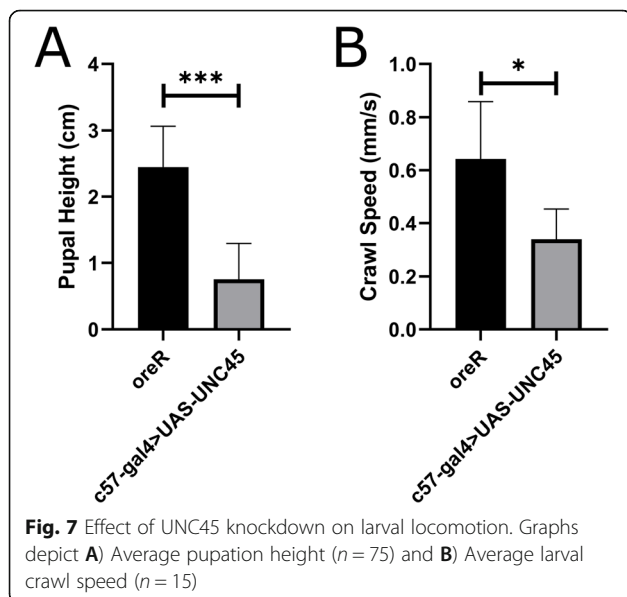 A
B
***
*
4
3
2
1
0
Pupal Height (cm)
oreR
c57-gal4>UAS-UNC45
1.0
0.8
0.6
0.4
0.2
0.0
Crawl Speed (mm/s)
oreR
c57-gal4>UAS-UNC45
Fig. 7 Effect of UNC45 knockdown on larval locomotion. Graphs
depict A) Average pupation height (n = 75) and B) Average larval
crawl speed (n = 15)